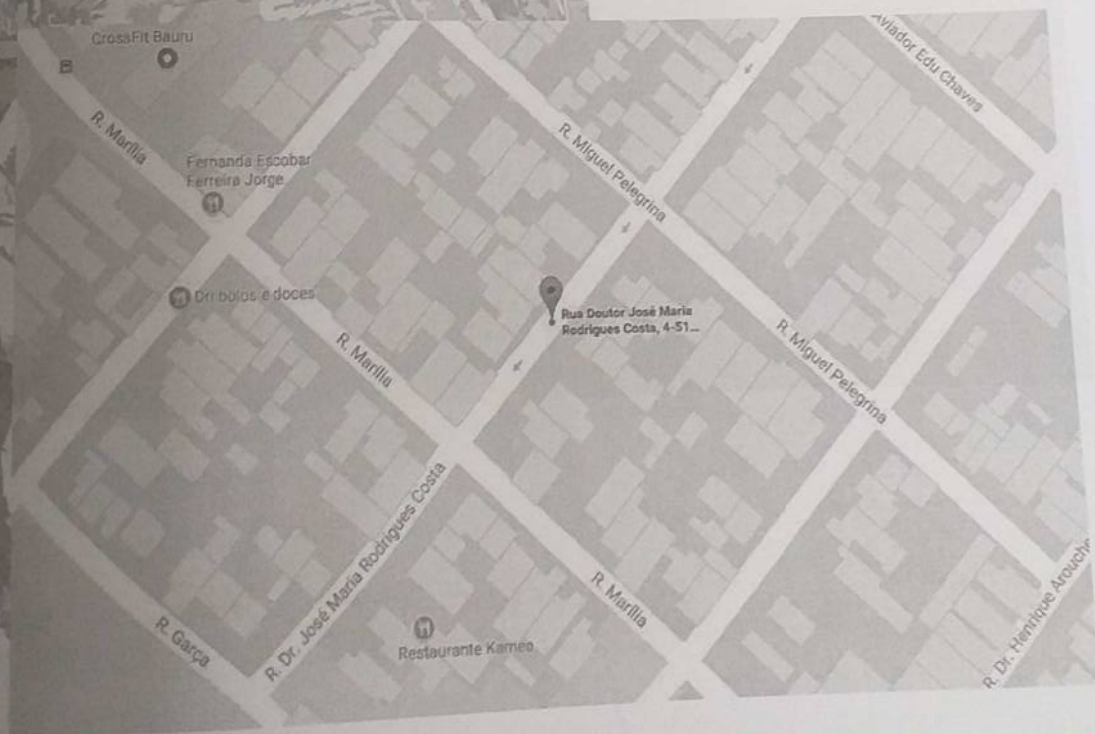 CrossFit Bauru
Aviador Edu Chaves
R. Marília
R. Miguel Pelegrina
Fernanda Escobar
Ferreira Jorge
Dri bolos e doces
Rua Doutor José Maria
Rodrigues Costa, 4-51...
R. Marília
R. Miguel Pelegrina
R. Dr. José Maria Rodrigues Costa
R. Marília
R. Garça
Restaurante Kameo
R. Dr. Henrique Arouche